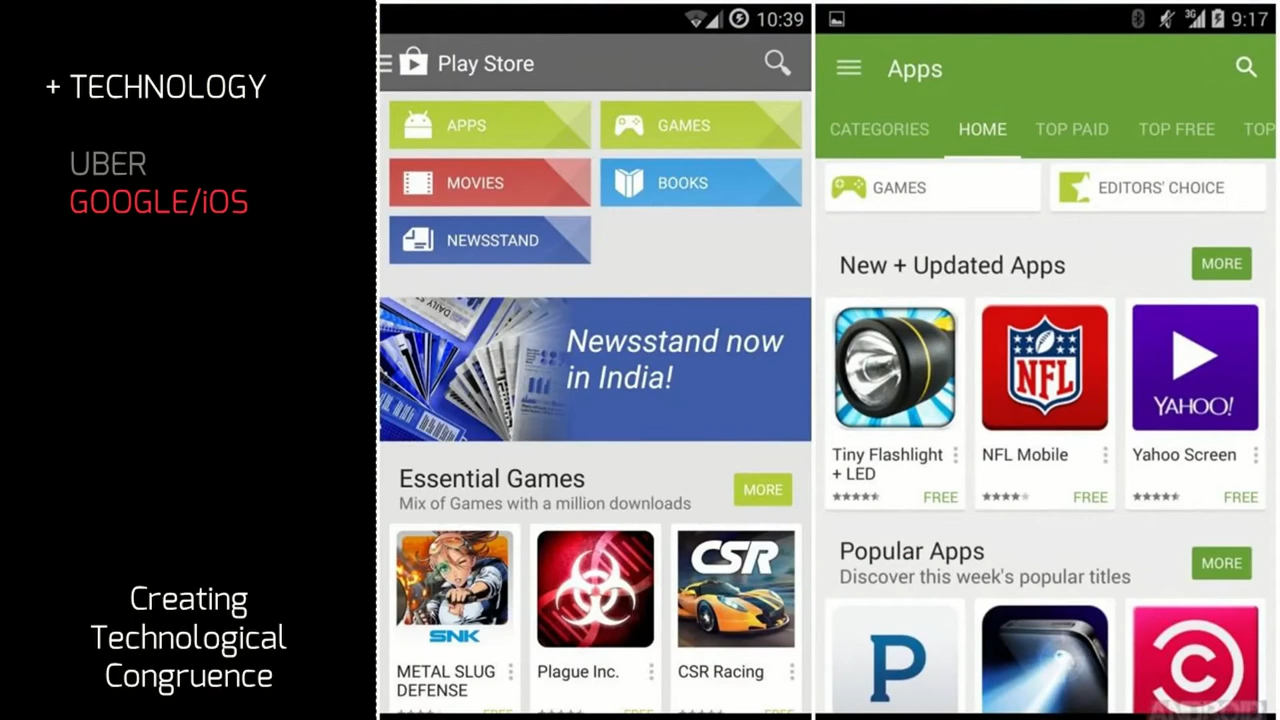 + TECHNOLOGY
UBER
GOOGLE/iOS
Creating
Technological
Congruence
10:39
Play Store
APPS
GAMES
MOVIES
BOOKS
NEWSSTAND
Newsstand now
in India!
Essential Games
Mix of Games with a million downloads
MORE
SNK
METAL SLUG
DEFENSE
Plague Inc.
CSR
CSR Racing
3G
9:17
Apps
CATEGORIES
HOME
TOP PAID
TOP FREE
TOP
GAMES
EDITORS' CHOICE
New + Updated Apps
MORE
NFL
YAHOO!
Tiny Flashlight
+ LED
FREE
NFL Mobile
FREE
Yahoo Screen
FREE
Popular Apps
Discover this week's popular titles
MORE
P